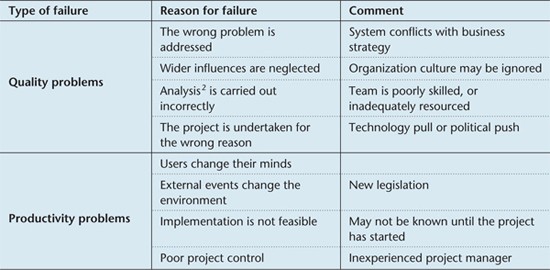 Type of failure Reason for failure Comment
The wrong problem is System conflicts with business
addressed strategy
Wider influences are neglected Organization culture may be ignored
Quality problems
Analysis² is carried out Team is poorly skilled, or
incorrectly inadequately resourced
The project is undertaken for Technology pull or political push
the wrong reason
Users change their minds
External events change the New legislation
environment
Productivity problems Implementation is not feasible May not be known until the project
has started
Poor project control Inexperienced project manager